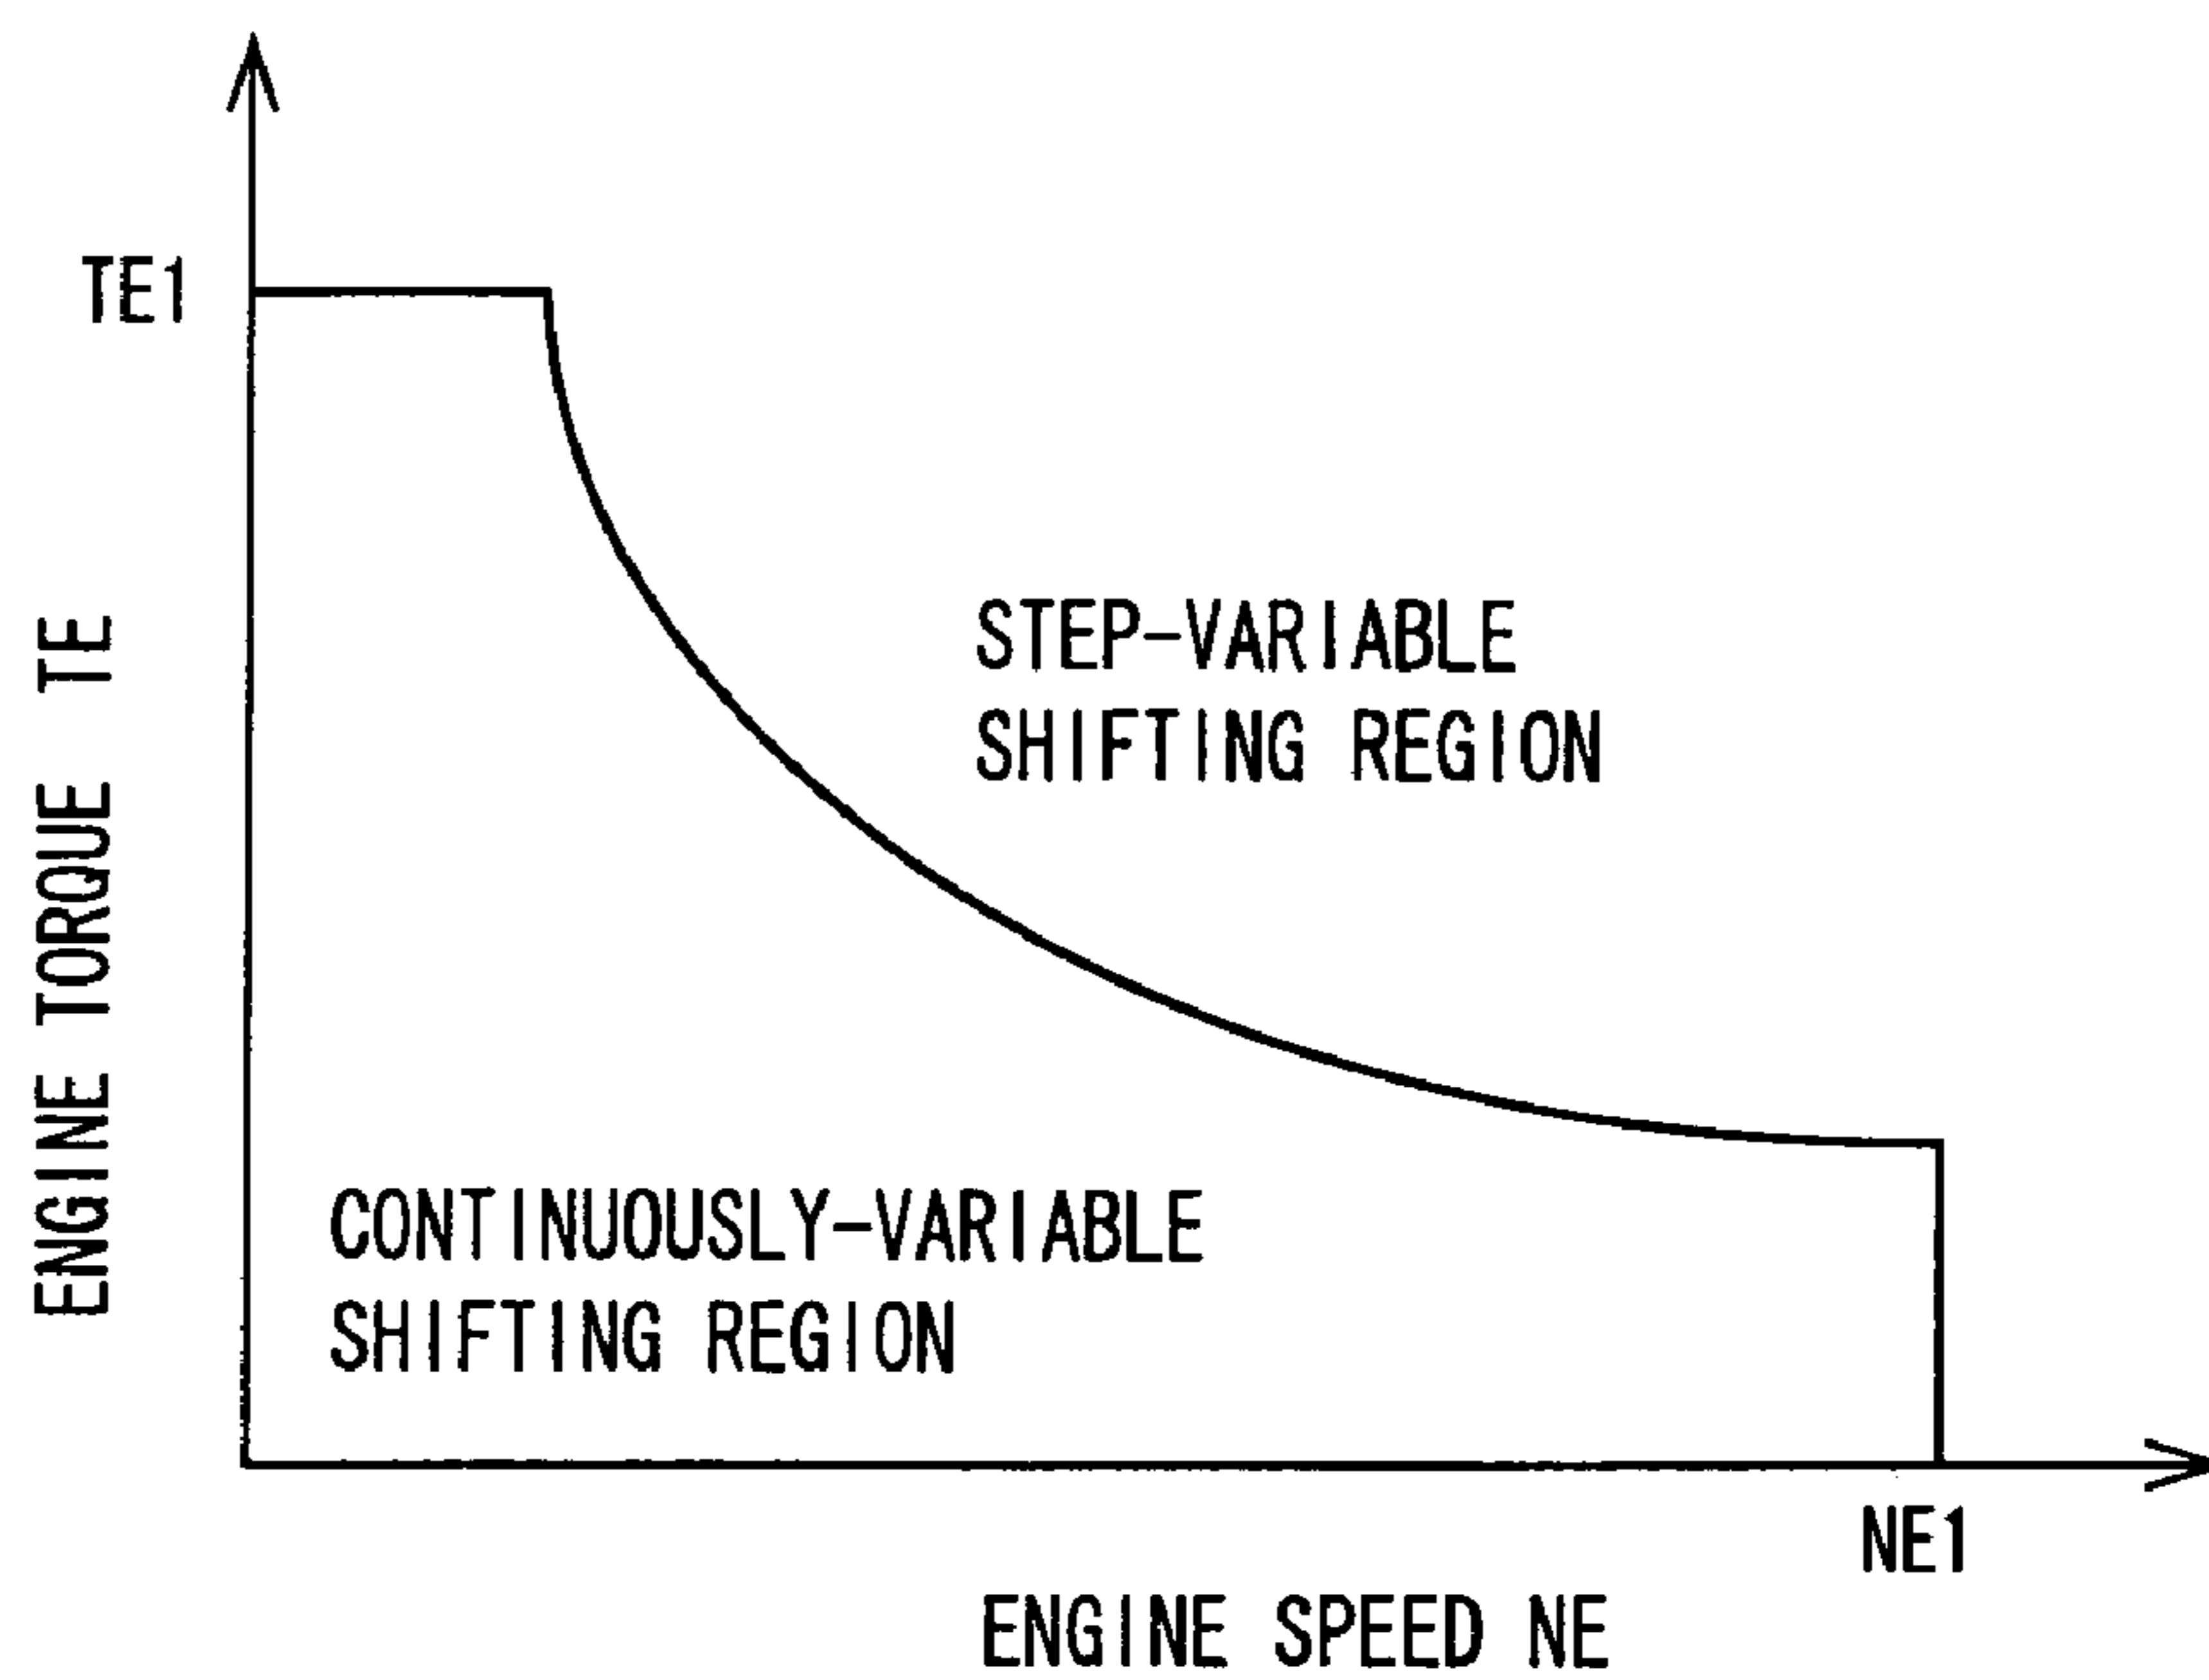 TE1
ENGINE TORQUE TE
STEP-VARIABLE
SHIFTING REGION
CONTINUOUSLY-VARIABLE
SHIFTING REGION
NE1
ENGINE SPEED NE